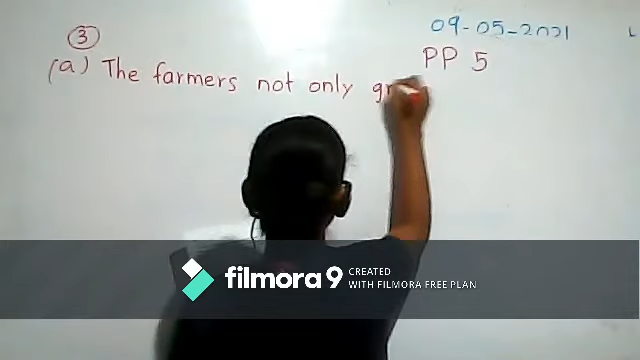 09-05-2021
③
PP 5
(a) The farmers not only
filmora 9 CREATED
WITH FILMORA FREE PLAN